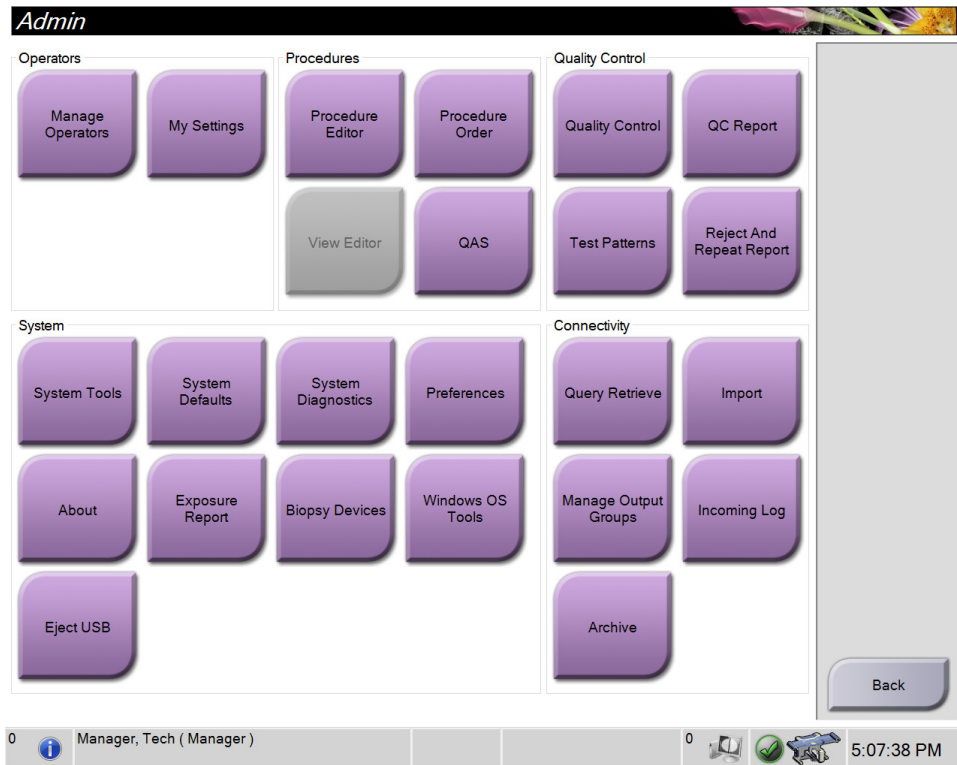 Admin
Operators
Manage
Operators
My Settings
Procedures
Procedure
Editor
Procedure
Order
View Editor
QAS
Quality Control
Quality Control
QC Report
Test Patterns
Reject And
Repeat Report
System
System Tools
System
Defaults
System
Diagnostics
Preferences
About
Exposure
Report
Biopsy Devices
Windows OS
Tools
Eject USB
Connectivity
Query Retrieve
Import
Manage Output
Groups
Incoming Log
Archive
Back
0
Manager, Tech ( Manager )
0
5:07:38 PM